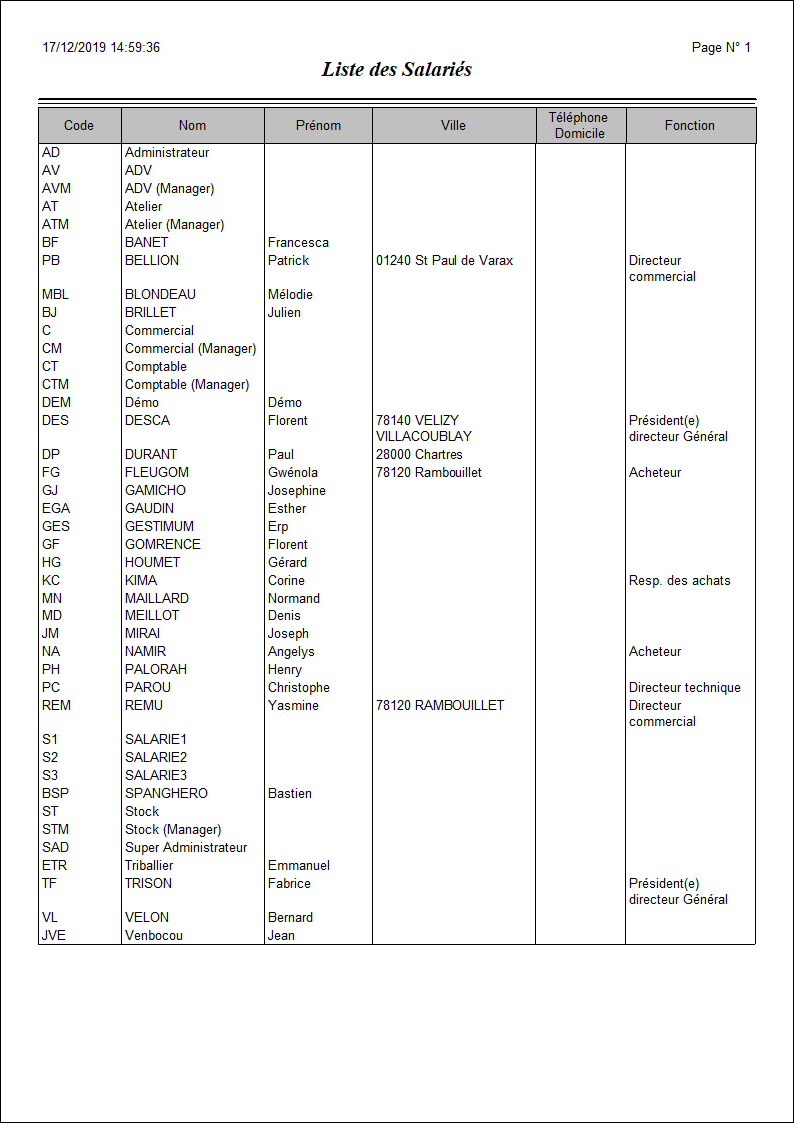 17/12/2019 14:59:36 Page N° 1
Liste des Salariés
Code Nom Prénom Ville Téléphone Domicile Fonction
AD Administrateur
AV ADV
AVM ADV (Manager)
AT Atelier
ATM Atelier (Manager)
BF BANET Francesca
PB BELLION Patrick 01240 St Paul de Varax Directeur
commercial
MBL BLONDEAU Mélodie
BJ BRILLET Julien
C Commercial
CM Commercial (Manager)
CT Comptable
CTM Comptable (Manager)
DEM Démo Démo
DES DESCA Florent 78140 VELIZY Président(e)
VILLACOUBLAY directeur Général
DP DURANT Paul 28000 Chartres
FG FLEUGOM Gwénola 78120 Rambouillet Acheteur
GJ GAMICHO Josephine
EGA GAUDIN Esther
GES GESTIMUM Erp
GF GOMRENCE Florent
HG HOUMET Gérard
KC KIMA Corine Resp. des achats
MN MAILLARD Normand
MD MEILLOT Denis
JM MIRAI Joseph
NA NAMIR Angelys Acheteur
PH PALORAH Henry
PC PAROU Christophe Directeur technique
REM REMU Yasmine 78120 RAMBOUILLET Directeur
commercial
S1 SALARIE1
S2 SALARIE2
S3 SALARIE3
BSP SPANGHERO Bastien
ST Stock
STM Stock (Manager)
SAD Super Administrateur
ETR Triballier Emmanuel
TF TRISON Fabrice Président(e)
directeur Général
VL VELON Bernard
JVE Venbocou Jean